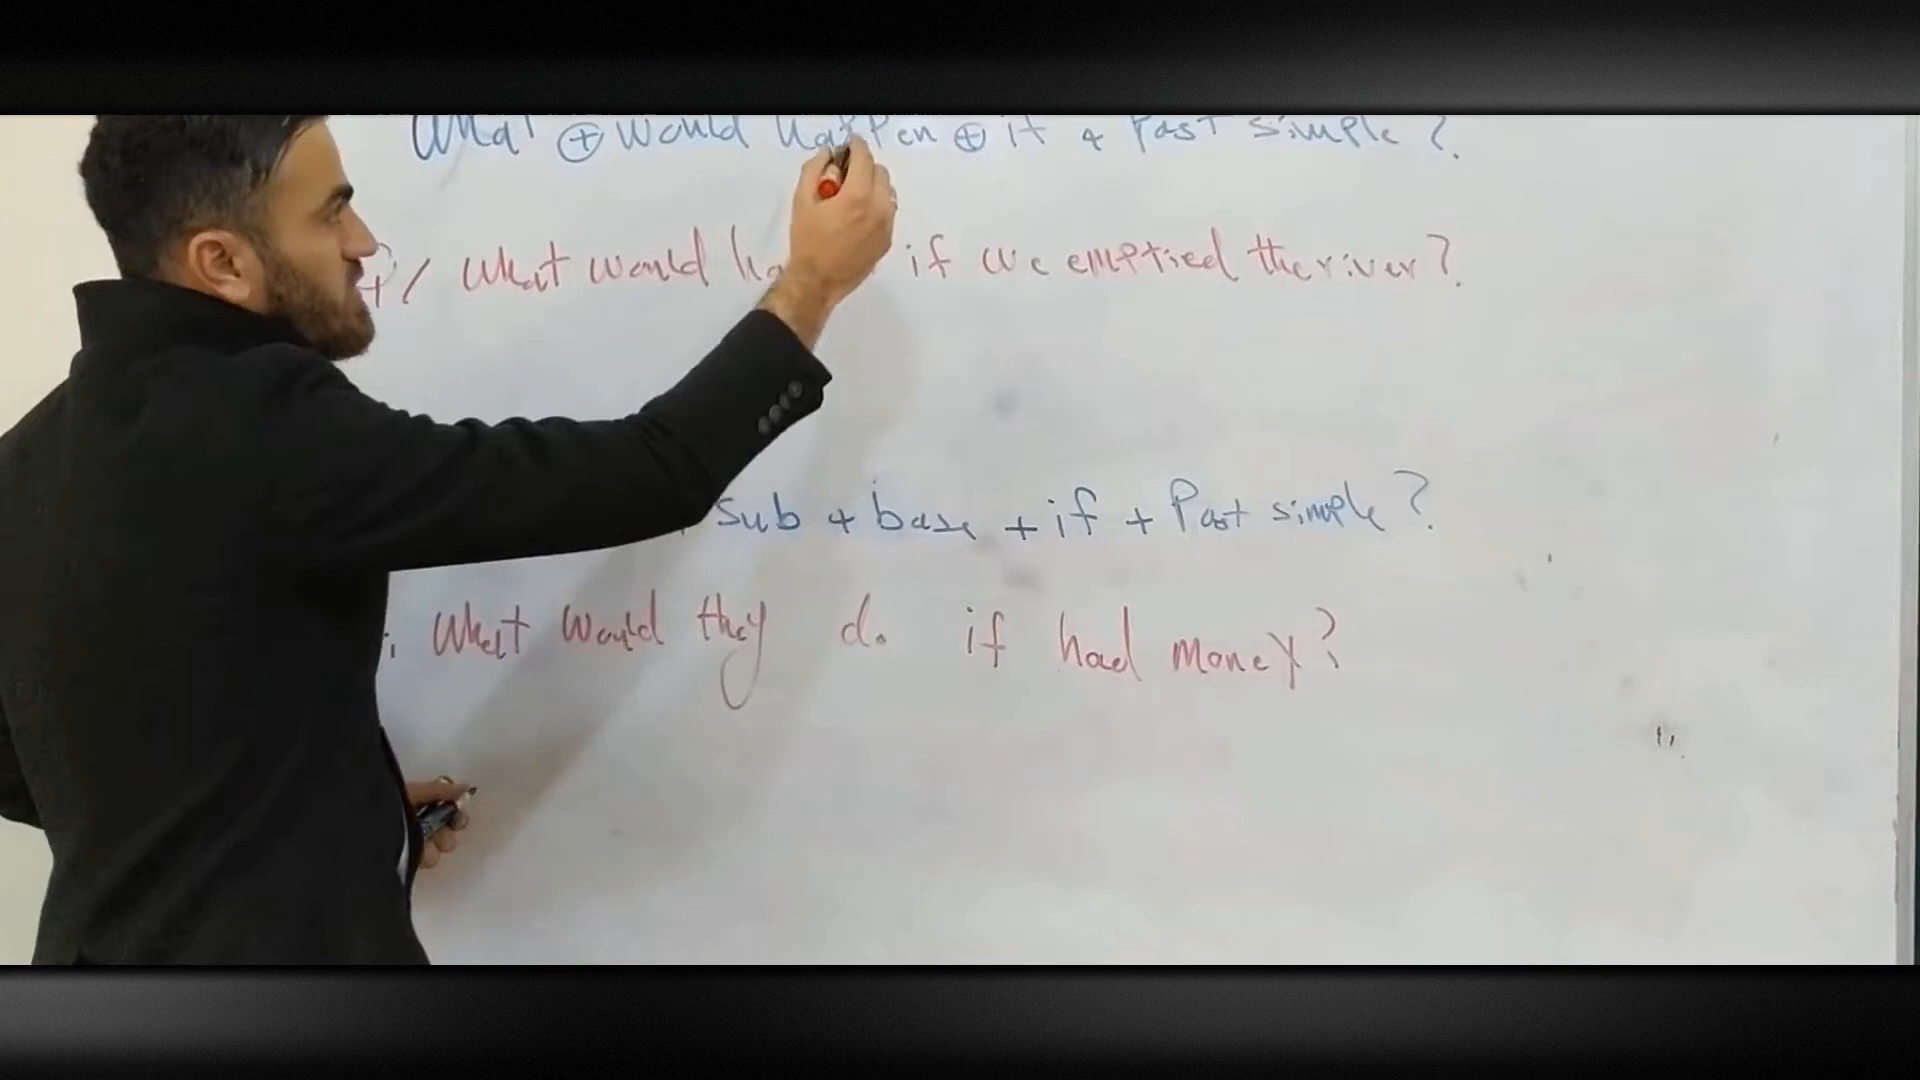 What ⊕ would happen ⊕ if + Past simple ?
/ What would if we emptied the river ?
sub + base + if + Past simple ?
: What would they do if had money ?